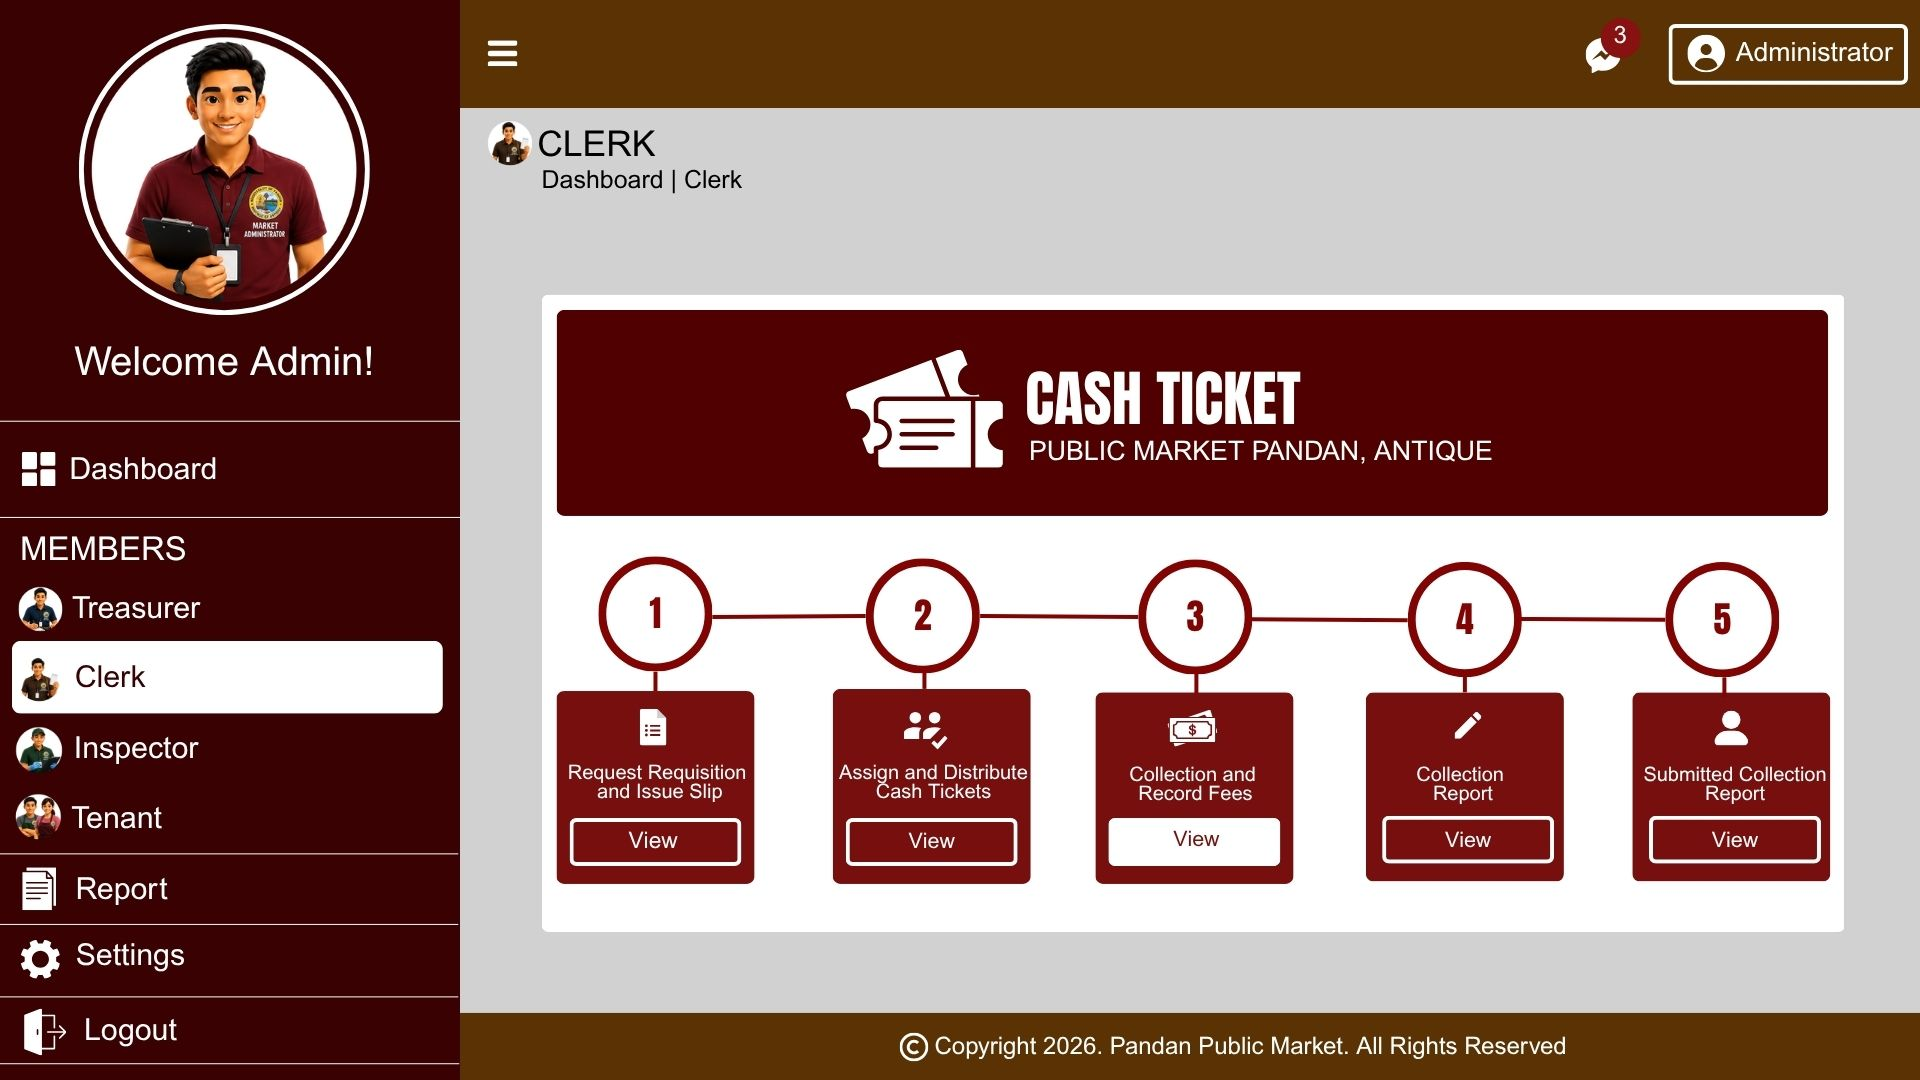 Welcome Admin!
MARKET
ADMINISTRATOR
Dashboard
MEMBERS
Treasurer
Clerk
Inspector
Tenant
Report
Settings
Logout
3
Administrator
CLERK
Dashboard | Clerk
CASH TICKET
PUBLIC MARKET PANDAN, ANTIQUE
1
2
3
4
5
Request Requisition
and Issue Slip
View
Assign and Distribute
Cash Tickets
View
$
Collection and
Record Fees
View
Collection
Report
View
Submitted Collection
Report
View
© Copyright 2026. Pandan Public Market. All Rights Reserved